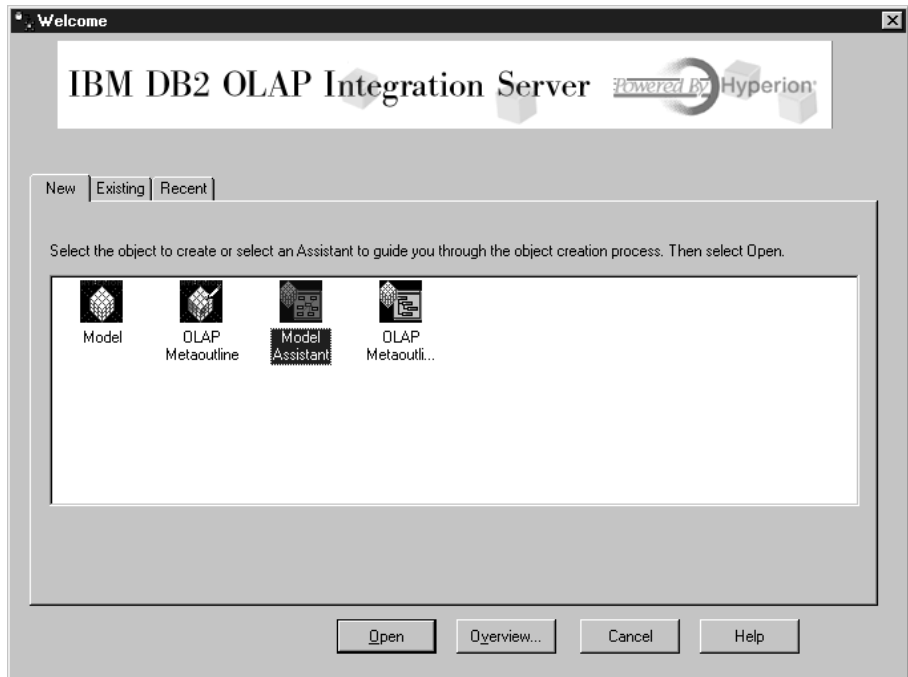 Welcome
IBM DB2 OLAP Integration Server Powered By Hyperion
New Existing Recent
Select the object to create or select an Assistant to guide you through the object creation process. Then select Open.
Model
OLAP
Metaoutline
Model
Assistant
OLAP
Metaoutli...
Open Overview... Cancel Help